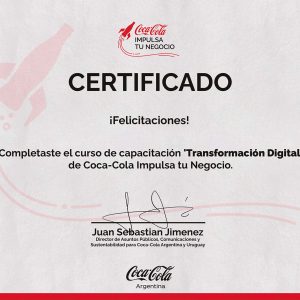 Coca-Cola
IMPULSA
TU NEGOCIO
CERTIFICADO
¡Felicitaciones!
Completaste el curso de capacitación "Transformación Digital
de Coca-Cola Impulsa tu Negocio.
Juan Sebastian Jimenez
Director de Asuntos Públicos, Comunicaciones y
Sustentabilidad para Coca-Cola Argentina y Uruguay
Coca-Cola
Argentina